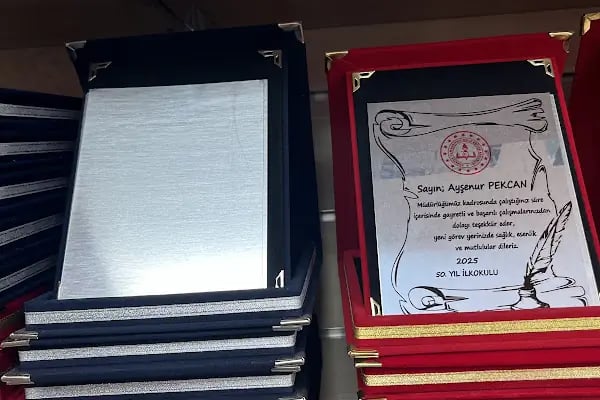 Sayın; Ayşenur PEKCAN
Müdürlüğümüz kadrosunda çalıştığınız süre
içerisinde gayretli ve başarılı çalışmalarınızdan
dolayı teşekkür eder,
yeni görev yerinizde sağlık, esenlik
ve mutlulular dileriz.
2025
50. YIL İLKOKULU